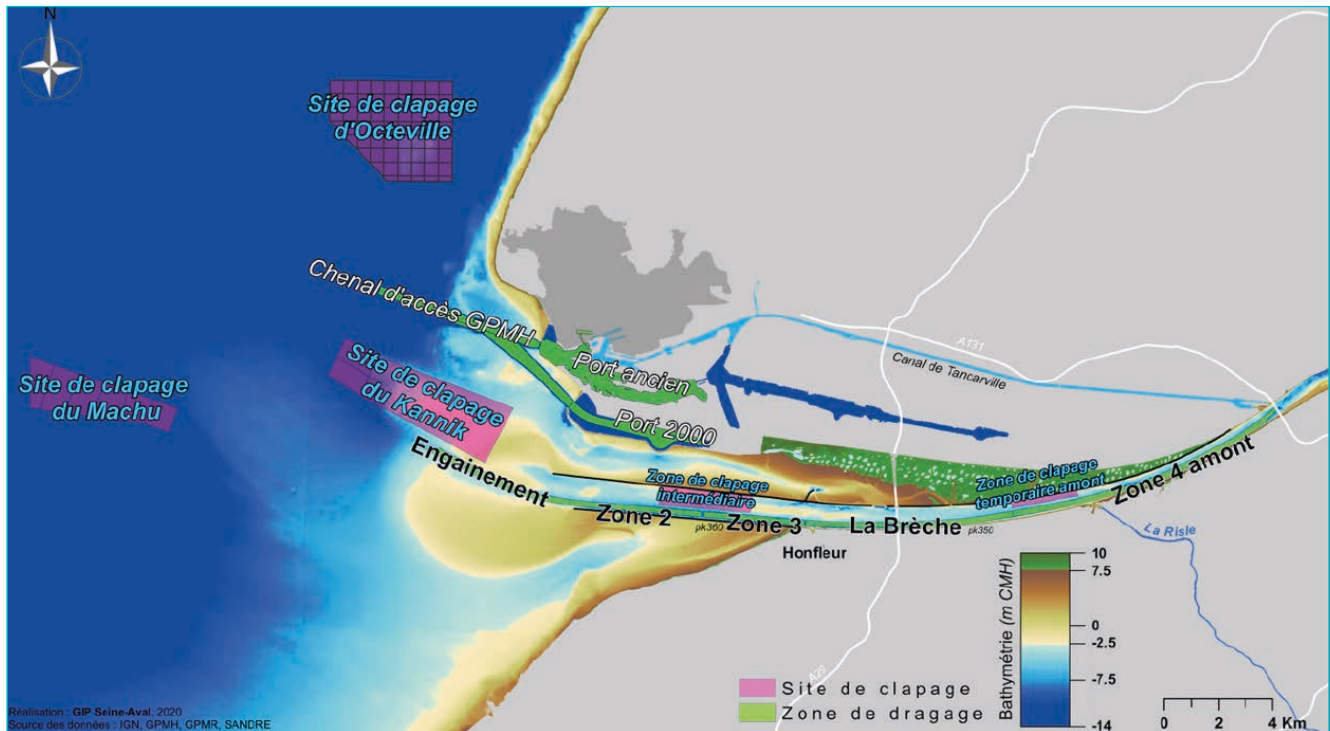 N
Site de clapage
d'Octeville
Chenal d'accès GPMH
Port ancien
Port 2000
A131
Canal de Tancarville
Site de clapage
du Machu
Site de clapage
du Kannik
Engainement
Zone de clapage
intermédiaire
Zone de clapage
temporaire amont
Zone 4 amont
Zone 2
Zone 3
La Brèche
pk360
pk350
Honfleur
La Risle
A29
Bathymétrie (m CMH)
10
7.5
0
-2.5
-7.5
-14
Site de clapage
Zone de dragage
0 2 4 Km
Réalisation : GIP Seine-Aval, 2020
Source des données : IGN, GPMH, GPMR, SANDRE